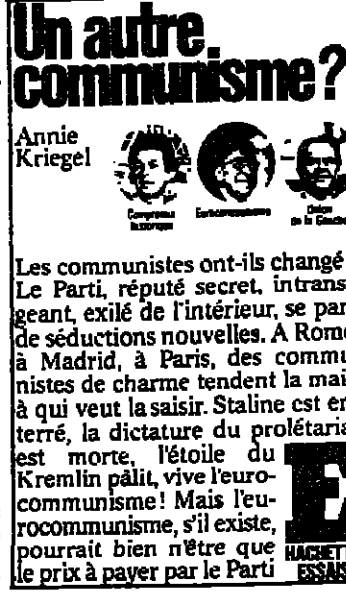 Un autre
communisme?
Annie
Kriegel
Compromis
historique
Eurocommunisme
Union
de la Gauche
Les communistes ont-ils changé
Le Parti, réputé secret, intrans
geant, exilé de l'intérieur, se par
de séductions nouvelles. A Rome
à Madrid, à Paris, des commu
nistes de charme tendent la mai
à qui veut la saisir. Staline est en
terré, la dictature du prolétaria
est morte, l'étoile du
Kremlin pâlit, vive l'euro-
communisme! Mais l'eu-
rocommunisme, s'il existe,
pourrait bien n'être que
le prix à payer par le Parti
E
HACHETT
ESSAIS